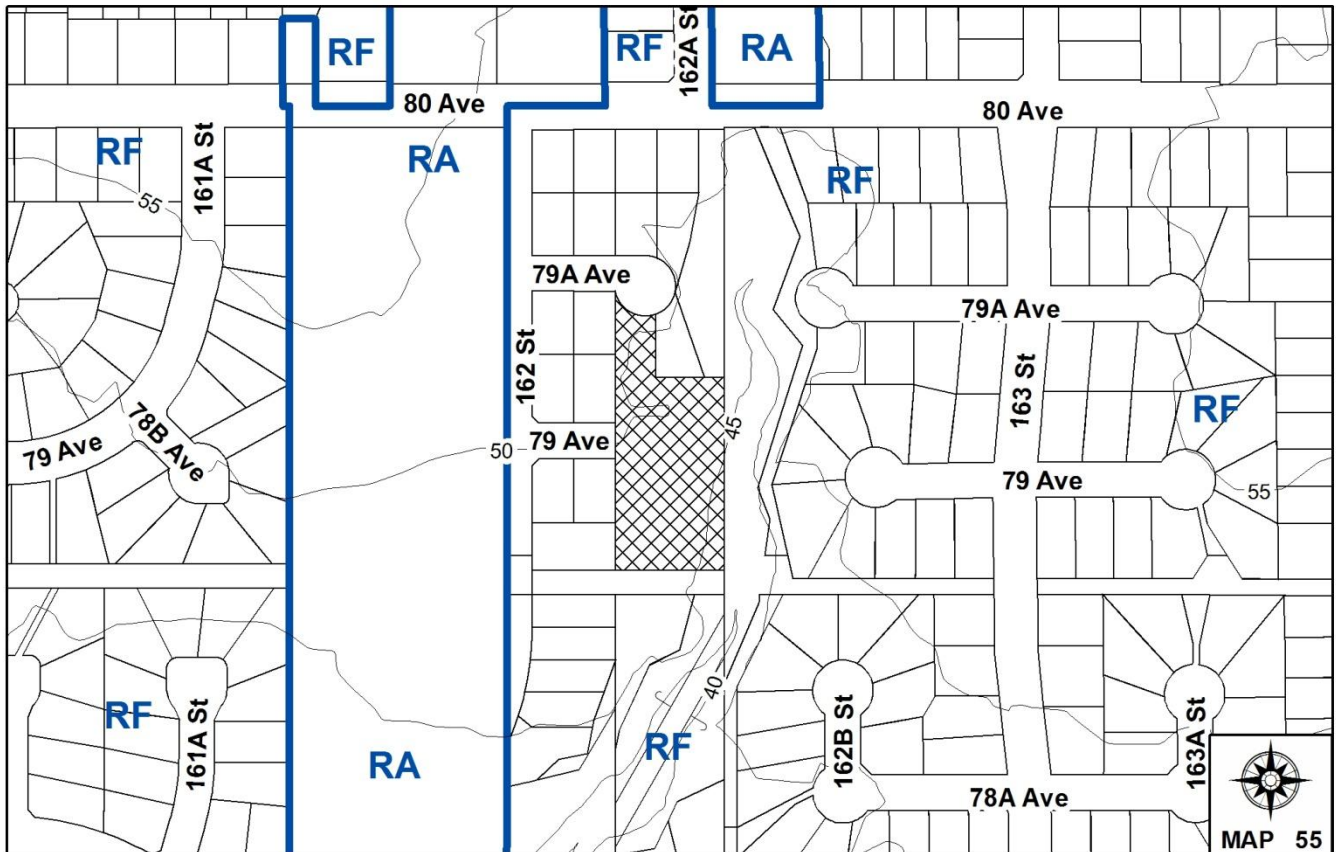 RF
RF
162A St
RA
80 Ave
80 Ave
RF
161A St
RA
RF
55
79A Ave
79A Ave
162 St
163 St
RF
78B Ave
79 Ave
50
79 Ave
45
79 Ave
55
RF
161A St
RA
40
RF
162B St
163A St
78A Ave
MAP 55